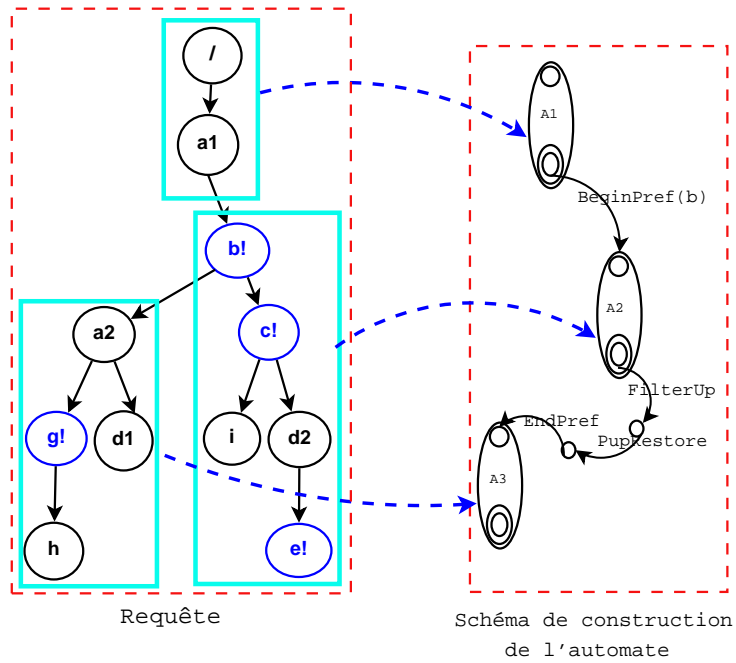 /
a1
b!
a2
c!
g!
d1
i
d2
h
e!
Requête
A1
BeginPref(b)
A2
FilterUp
EndPref
PupRestore
A3
Schéma de construction
de l'automate